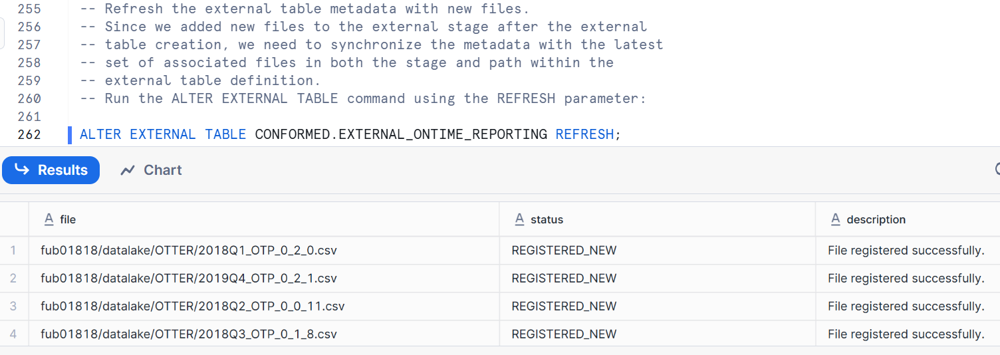 255 -- Refresh the external table metadata with new files.
256 -- Since we added new files to the external stage after the external
257 -- table creation, we need to synchronize the metadata with the latest
258 -- set of associated files in both the stage and path within the
259 -- external table definition.
260 -- Run the ALTER EXTERNAL TABLE command using the REFRESH parameter:
261
262 ALTER EXTERNAL TABLE CONFORMED.EXTERNAL_ONTIME_REPORTING REFRESH;
Results Chart
A file A status A description
1 fub01818/datalake/OTTER/2018Q1_OTP_0_2_0.csv REGISTERED_NEW File registered successfully.
2 fub01818/datalake/OTTER/2019Q4_OTP_0_2_1.csv REGISTERED_NEW File registered successfully.
3 fub01818/datalake/OTTER/2018Q2_OTP_0_0_11.csv REGISTERED_NEW File registered successfully.
4 fub01818/datalake/OTTER/2018Q3_OTP_0_1_8.csv REGISTERED_NEW File registered successfully.